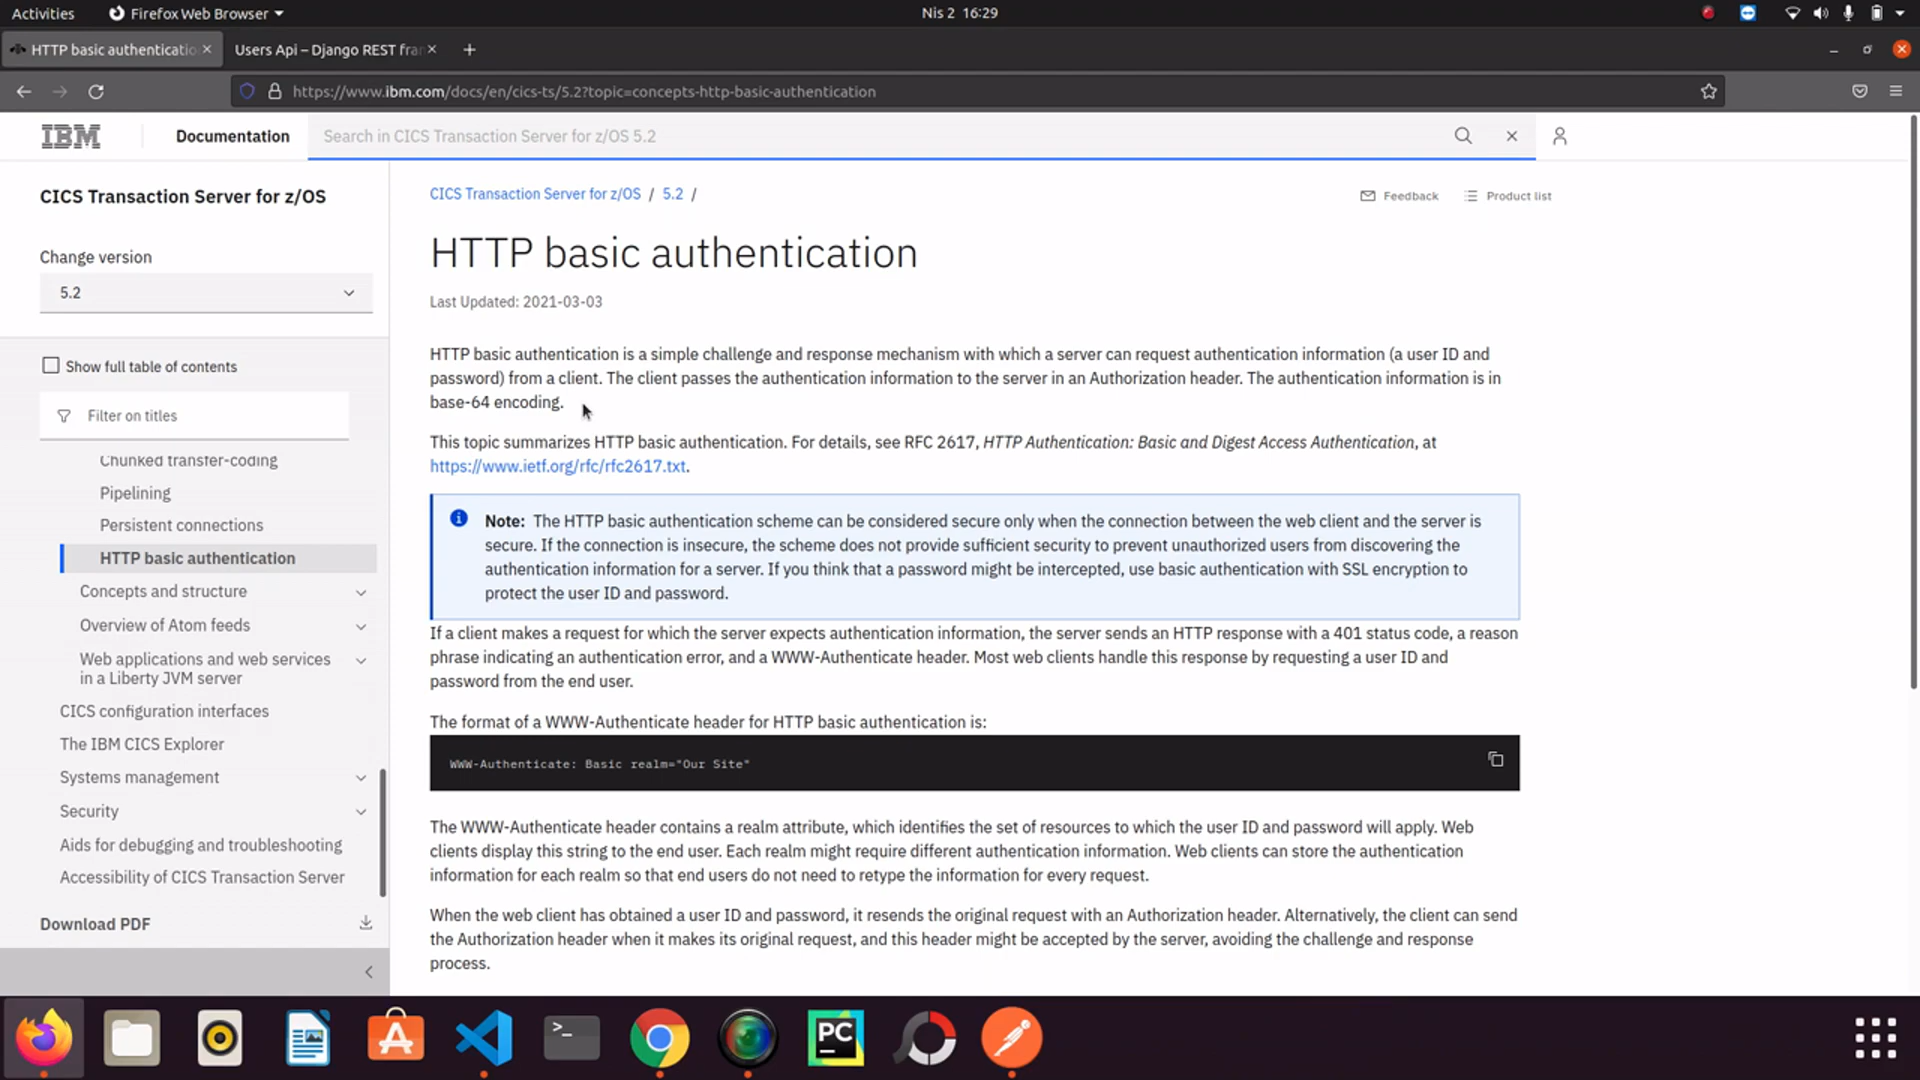 Activities
Firefox Web Browser
Nis 2 16:29
HTTP basic authenticatio
Users Api – Django REST fra
https://www.ibm.com/docs/en/cics-ts/5.2?topic=concepts-http-basic-authentication
IBM
Documentation
Search in CICS Transaction Server for z/OS 5.2
CICS Transaction Server for z/OS
Change version
5.2
Show full table of contents
Filter on titles
Chunked transfer-coding
Pipelining
Persistent connections
HTTP basic authentication
Concepts and structure
Overview of Atom feeds
Web applications and web services
in a Liberty JVM server
CICS configuration interfaces
The IBM CICS Explorer
Systems management
Security
Aids for debugging and troubleshooting
Accessibility of CICS Transaction Server
Download PDF
CICS Transaction Server for z/OS / 5.2 /
Feedback
Product list
HTTP basic authentication
Last Updated: 2021-03-03
HTTP basic authentication is a simple challenge and response mechanism with which a server can request authentication information (a user ID and
password) from a client. The client passes the authentication information to the server in an Authorization header. The authentication information is in
base-64 encoding.
This topic summarizes HTTP basic authentication. For details, see RFC 2617, HTTP Authentication: Basic and Digest Access Authentication, at
https://www.ietf.org/rfc/rfc2617.txt.
Note: The HTTP basic authentication scheme can be considered secure only when the connection between the web client and the server is
secure. If the connection is insecure, the scheme does not provide sufficient security to prevent unauthorized users from discovering the
authentication information for a server. If you think that a password might be intercepted, use basic authentication with SSL encryption to
protect the user ID and password.
If a client makes a request for which the server expects authentication information, the server sends an HTTP response with a 401 status code, a reason
phrase indicating an authentication error, and a WWW-Authenticate header. Most web clients handle this response by requesting a user ID and
password from the end user.
The format of a WWW-Authenticate header for HTTP basic authentication is:
WWW-Authenticate: Basic realm="Our Site"
The WWW-Authenticate header contains a realm attribute, which identifies the set of resources to which the user ID and password will apply. Web
clients display this string to the end user. Each realm might require different authentication information. Web clients can store the authentication
information for each realm so that end users do not need to retype the information for every request.
When the web client has obtained a user ID and password, it resends the original request with an Authorization header. Alternatively, the client can send
the Authorization header when it makes its original request, and this header might be accepted by the server, avoiding the challenge and response
process.
PC